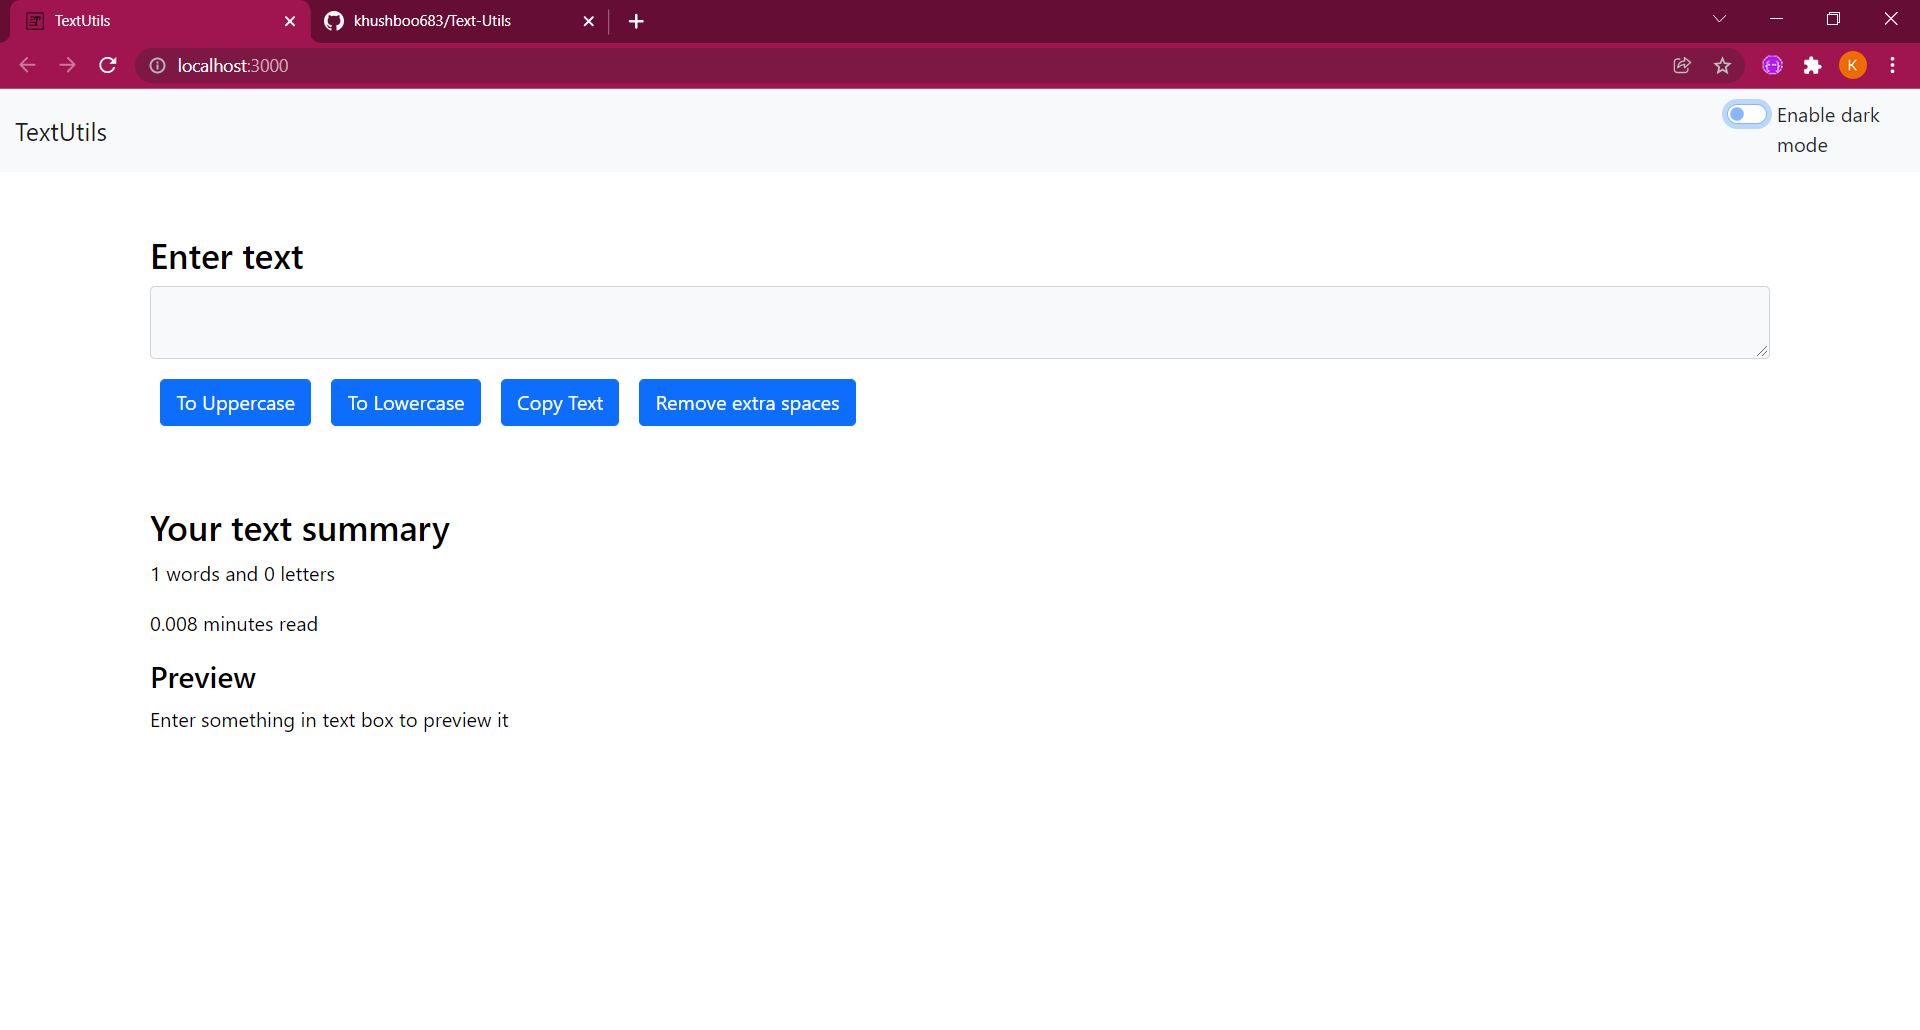 TextUtils
khushboo683/Text-Utils
localhost:3000
K
TextUtils
Enable dark
mode
Enter text
To Uppercase
To Lowercase
Copy Text
Remove extra spaces
Your text summary
1 words and 0 letters
0.008 minutes read
Preview
Enter something in text box to preview it